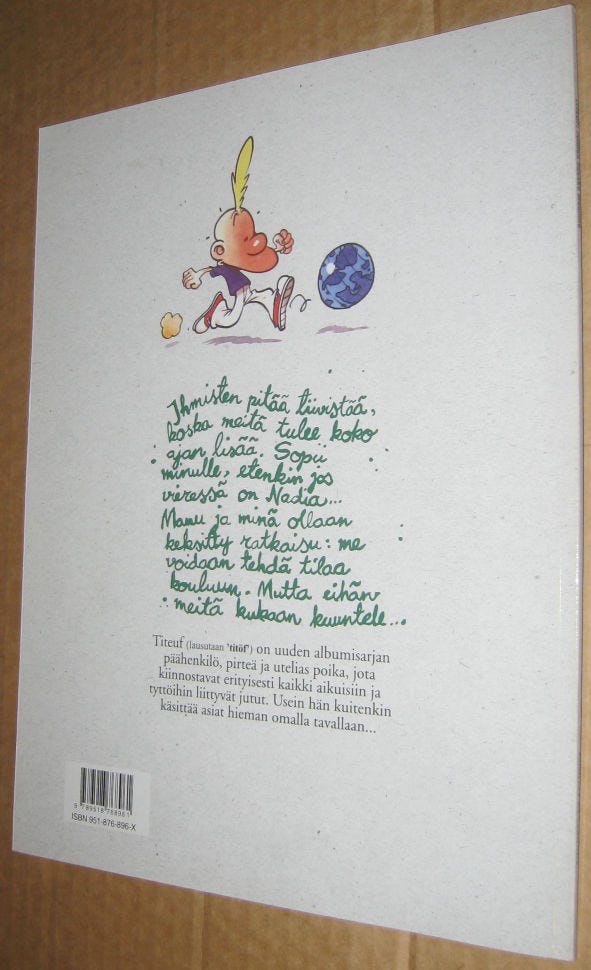 Ihmisten pitää tiivistää,
koska meitä tulee koko
ajan lisää. Sopii
minulle, etenkin jos
vieressä on Nadia...
Manu ja minä ollaan
keksitty ratkaisu: me
voidaan tehdä tilaa
kouluun. Mutta eihän
meitä kukaan kuuntele...
Titeuf (lausutaan 'titöf') on uuden albumisarjan
päähenkilö, pirteä ja utelias poika, jota
kiinnostavat erityisesti kaikki aikuisiin ja
tyttöihin liittyvät jutut. Usein hän kuitenkin
käsittää asiat hieman omalla tavallaan...
9 789518 768961
ISBN 951-876-896-X